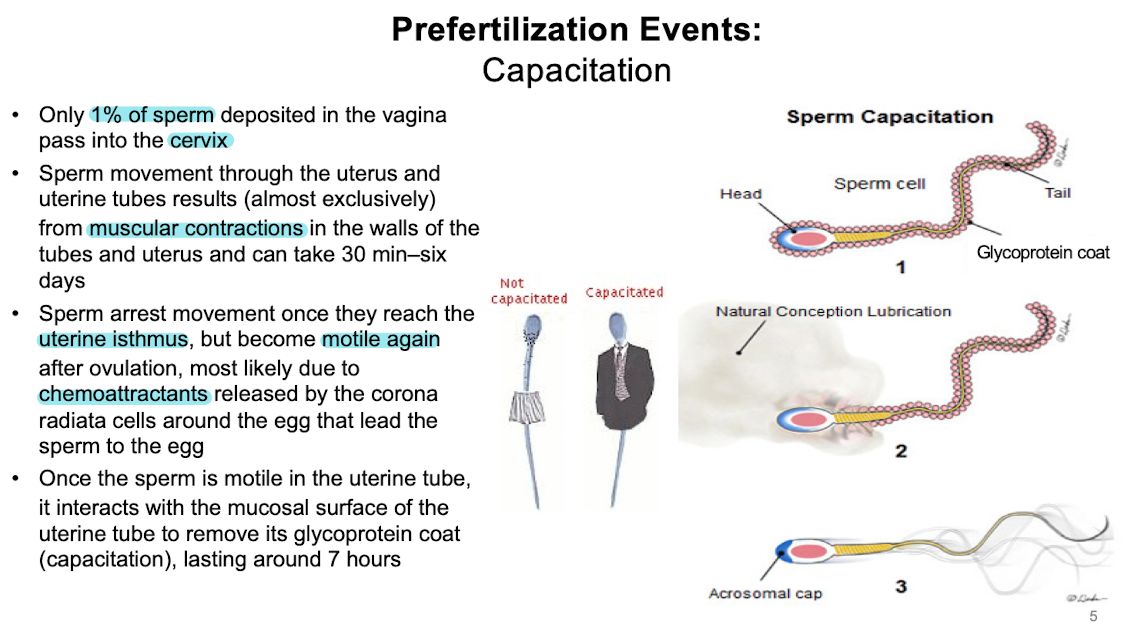 Prefertilization Events:
Capacitation
• Only 1% of sperm deposited in the vagina
pass into the cervix
• Sperm movement through the uterus and
uterine tubes results (almost exclusively)
from muscular contractions in the walls of the
tubes and uterus and can take 30 min–six
days
• Sperm arrest movement once they reach the
uterine isthmus, but become motile again
after ovulation, most likely due to
chemoattractants released by the corona
radiata cells around the egg that lead the
sperm to the egg
• Once the sperm is motile in the uterine tube,
it interacts with the mucosal surface of the
uterine tube to remove its glycoprotein coat
(capacitation), lasting around 7 hours
Not
capacitated
Capacitated
Sperm Capacitation
Head
Sperm cell
Tail
Glycoprotein coat
1
Natural Conception Lubrication
2
3
Acrosomal cap
5